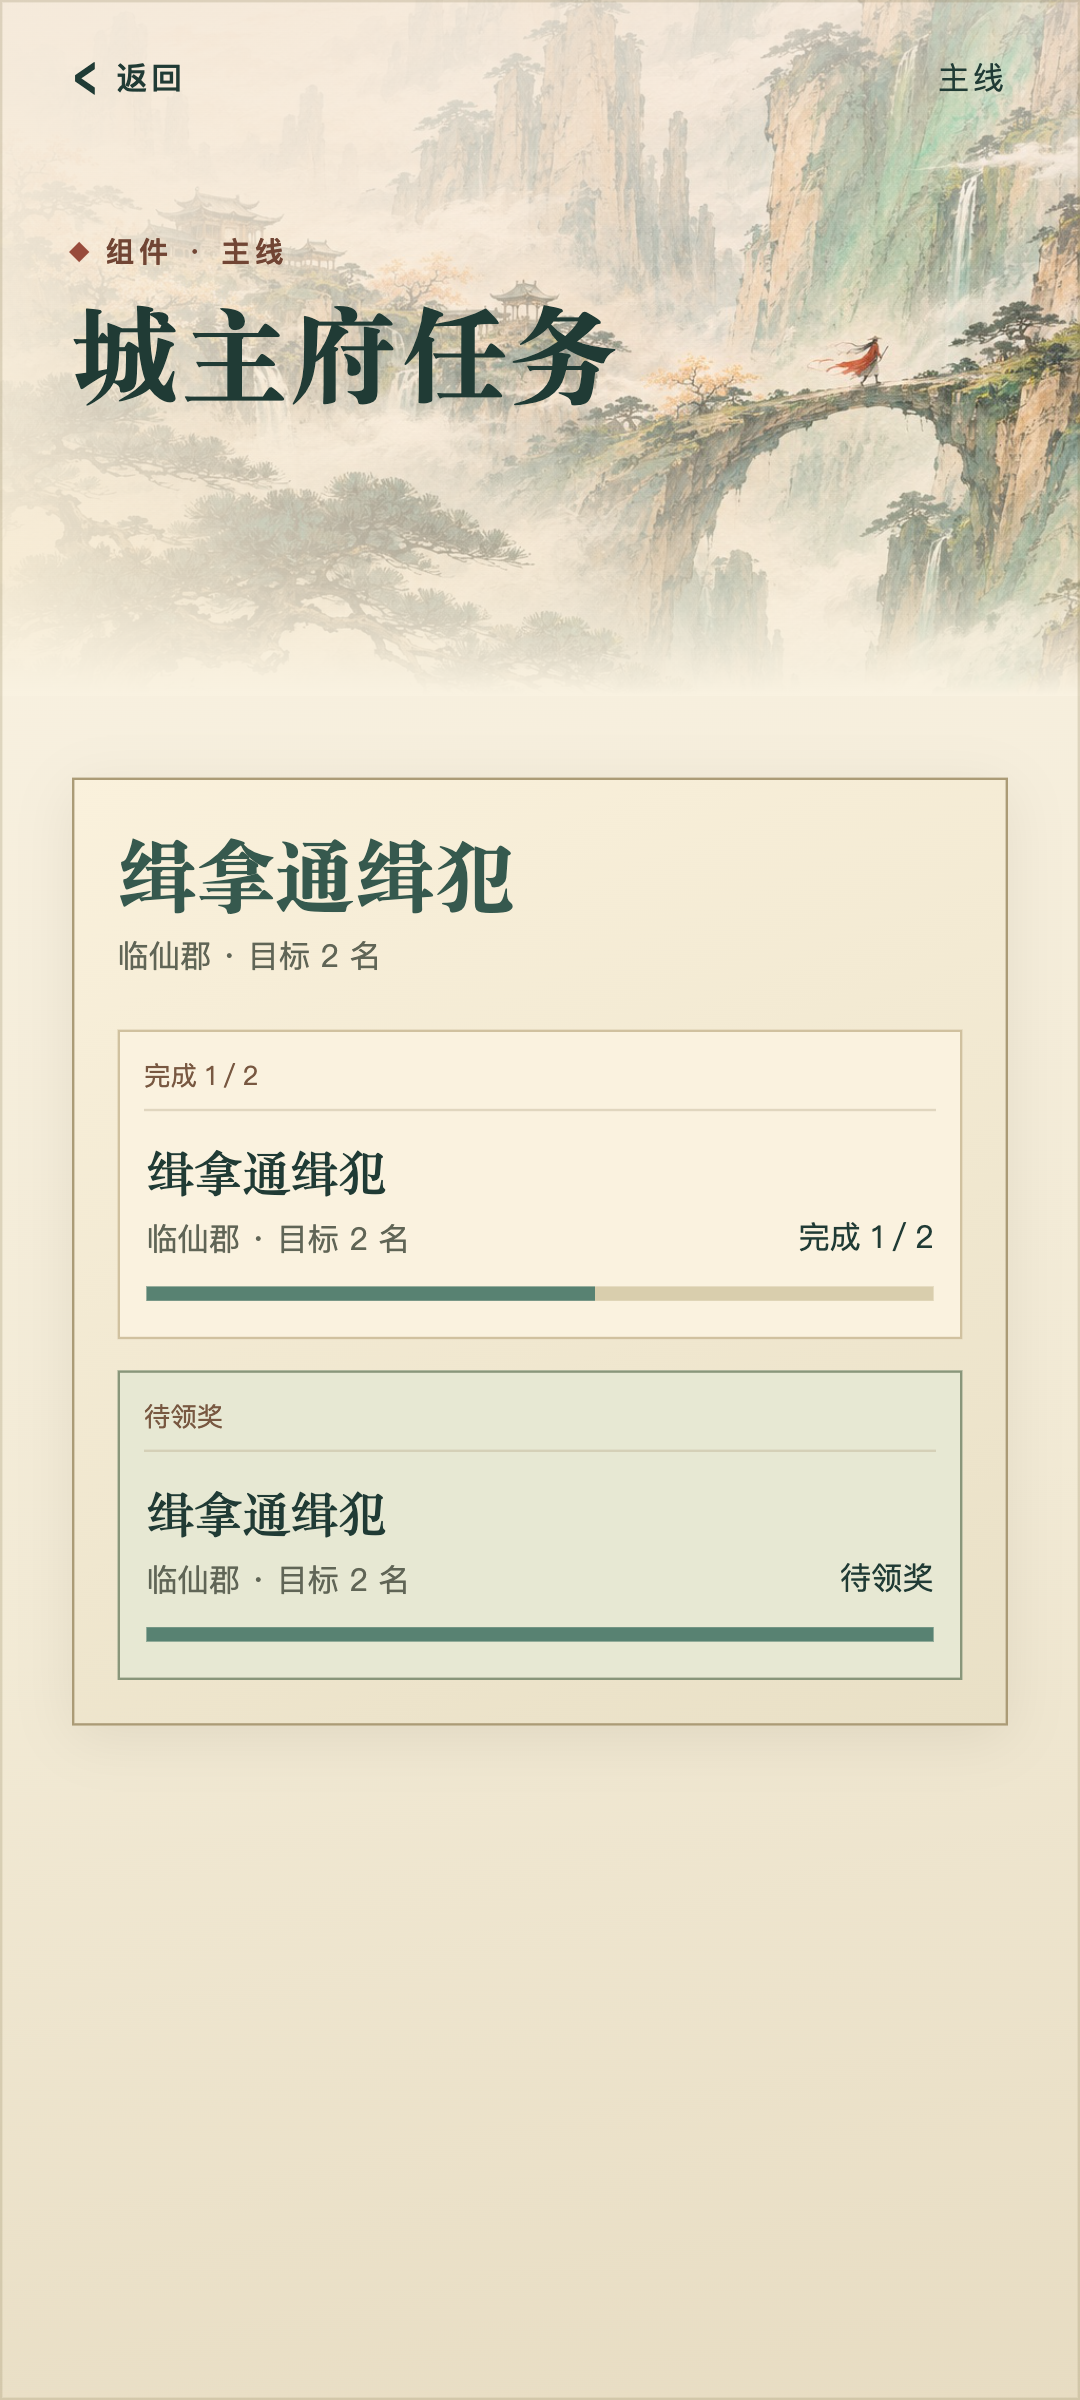 返回
主线
组件 · 主线
城主府任务
缉拿通缉犯
临仙郡 · 目标 2 名
完成 1 / 2
缉拿通缉犯
临仙郡 · 目标 2 名
完成 1 / 2
待领奖
缉拿通缉犯
临仙郡 · 目标 2 名
待领奖